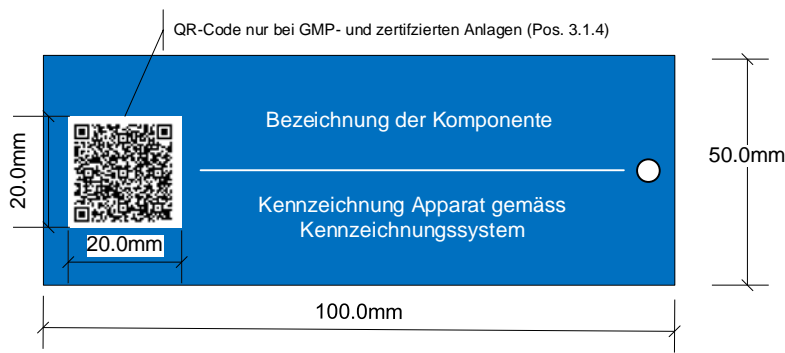 QR-Code nur bei GMP- und zertifzierten Anlagen (Pos. 3.1.4)
Bezeichnung der Komponente
20.0mm
50.0mm
Kennzeichnung Apparat gemäss
Kennzeichnungssystem
20.0mm
100.0mm